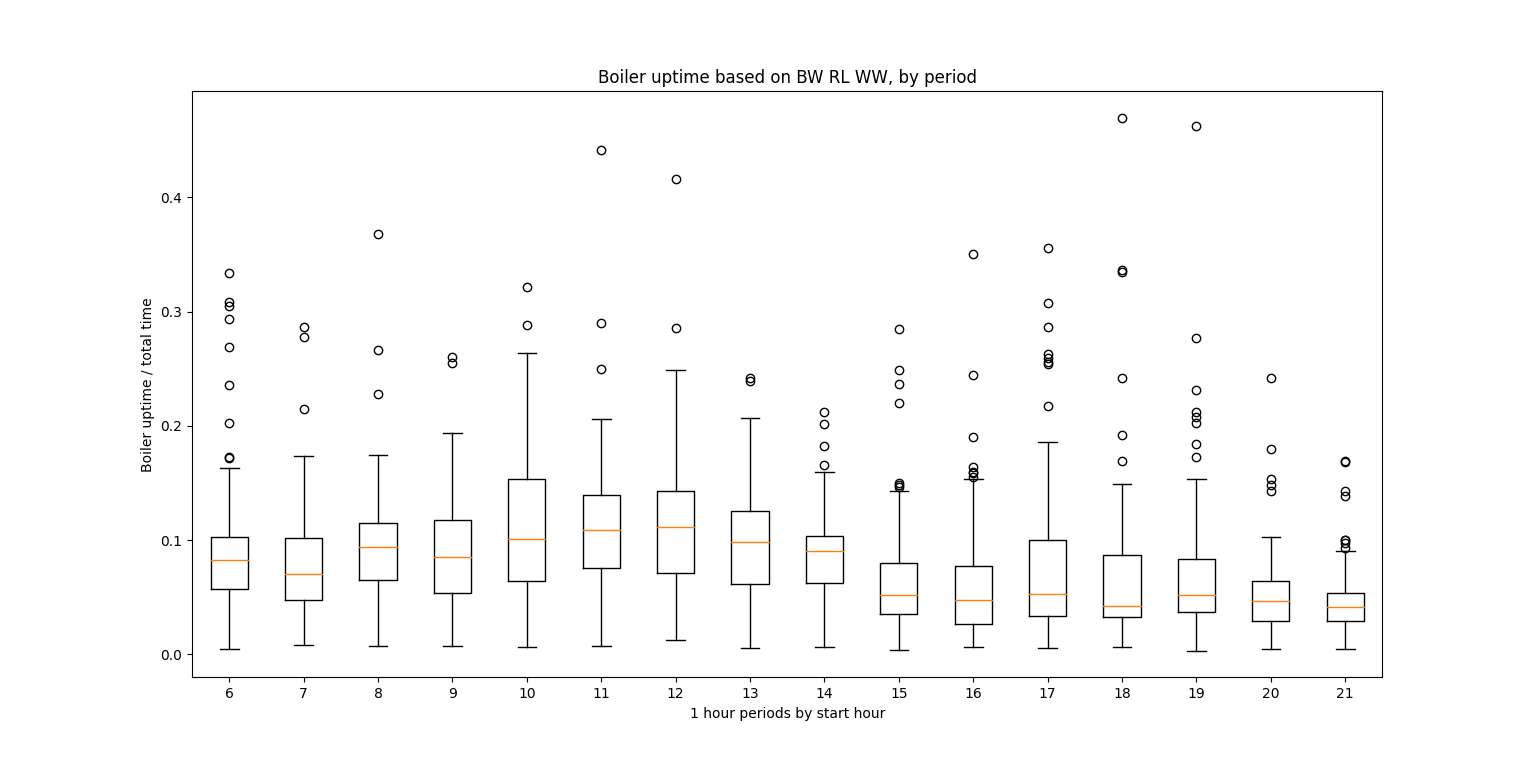 Boiler uptime based on BW RL WW, by period
Boiler uptime / total time
0.4
0.3
0.2
0.1
0.0
6 7 8 9 10 11 12 13 14 15 16 17 18 19 20 21
1 hour periods by start hour